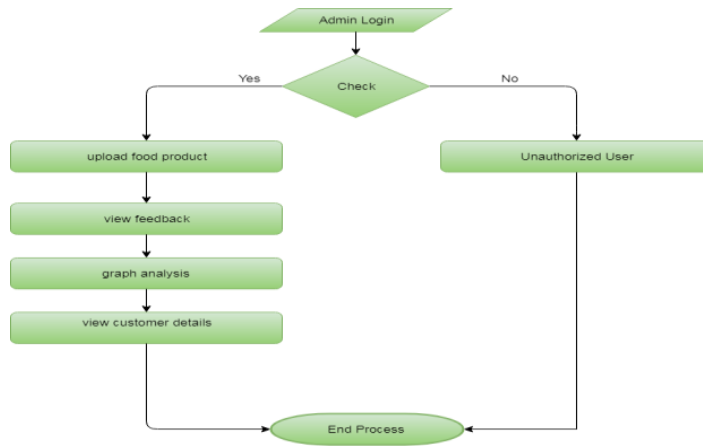 Admin Login
Check
Yes
No
upload food product
Unauthorized User
view feedback
graph analysis
view customer details
End Process